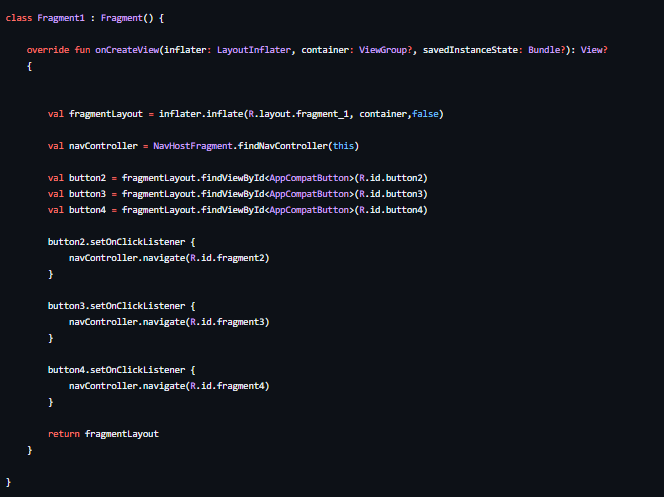 class Fragment1 : Fragment() {
override fun onCreateView(inflater: LayoutInflater, container: ViewGroup?, savedInstanceState: Bundle?): View?
{
val fragmentLayout = inflater.inflate(R.layout.fragment_1, container,false)
val navController = NavHostFragment.findNavController(this)
val button2 = fragmentLayout.findViewById<AppCompatButton>(R.id.button2)
val button3 = fragmentLayout.findViewById<AppCompatButton>(R.id.button3)
val button4 = fragmentLayout.findViewById<AppCompatButton>(R.id.button4)
button2.setOnClickListener {
navController.navigate(R.id.fragment2)
}
button3.setOnClickListener {
navController.navigate(R.id.fragment3)
}
button4.setOnClickListener {
navController.navigate(R.id.fragment4)
}
return fragmentLayout
}
}